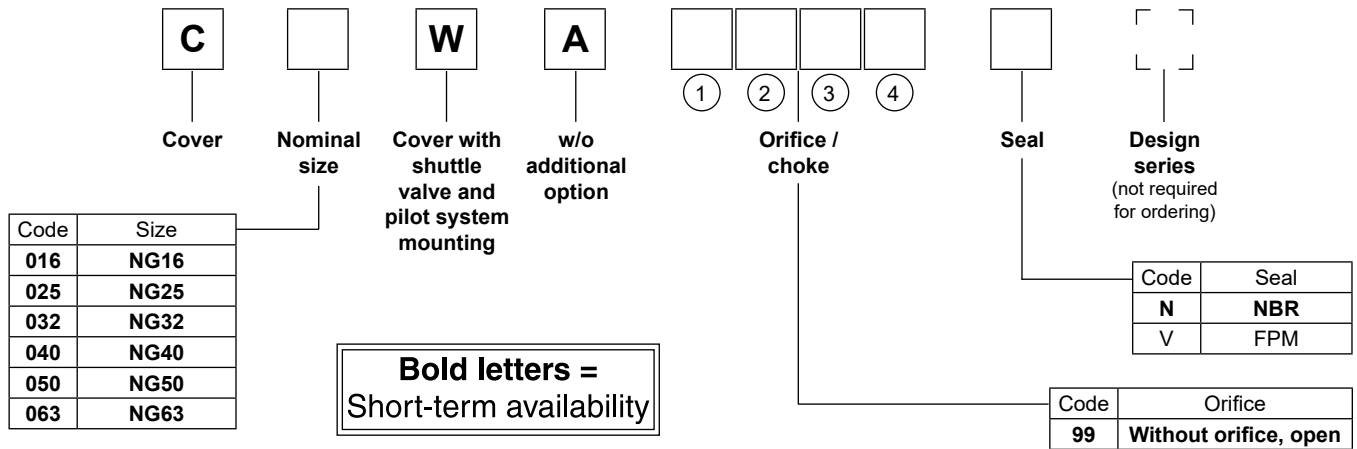 C W A
1 2 3 4
Cover
Nominal
size
Cover with
shuttle
valve and
pilot system
mounting
w/o
additional
option
Orifice /
choke
Seal
Design
series
(not required
for ordering)
Code Size
016 NG16
025 NG25
032 NG32
040 NG40
050 NG50
063 NG63
Bold letters =
Short-term availability
Code Seal
N NBR
V FPM
Code Orifice
99 Without orifice, open